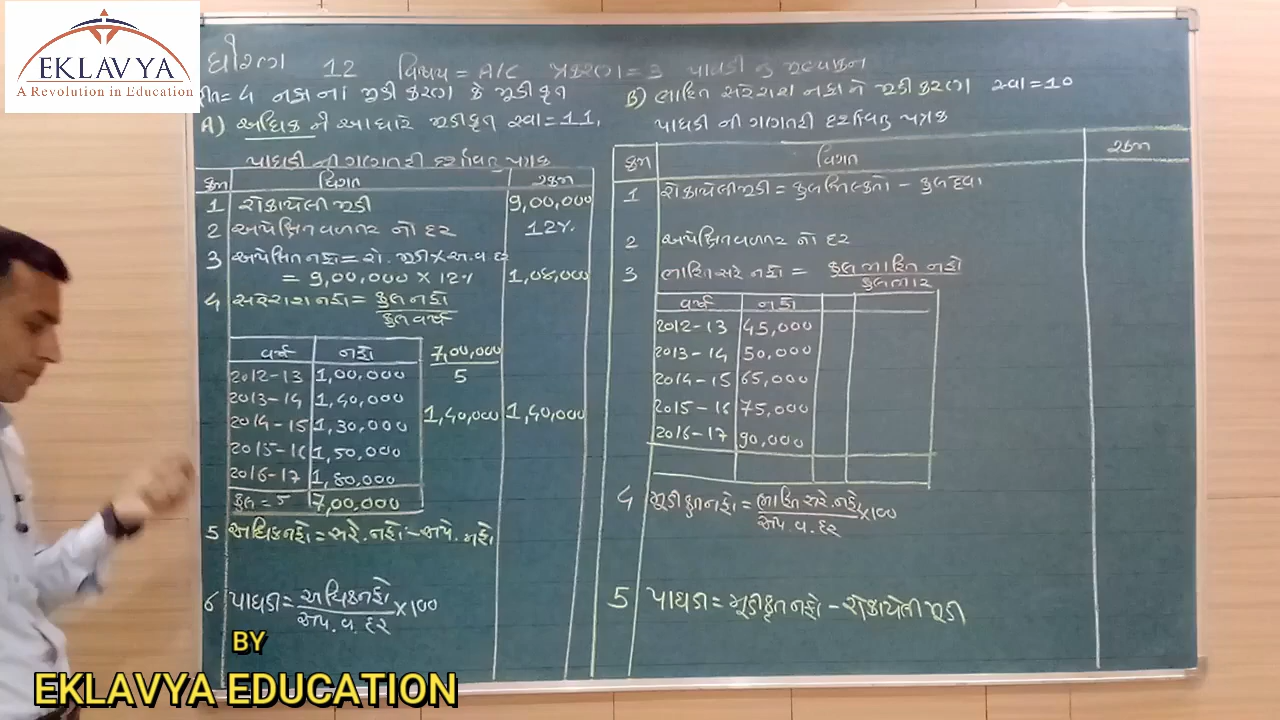 EKLAVYA
A Revolution in Education
ધોરણ 12 વિષય = A/C પ્રકરણ = 3 પાઘડી નું મૂલ્યાંકન
રીત = 4 નફાનાં મૂડીકરણ કે મૂડીકૃત
A) અધિક ને આધારે મૂડીકૃત સ્વા = 11.
પાઘડી ની ગણતરી દર્શાવતું પત્રક
ક્રમ વિગત રકમ
1 રોકાયેલી મૂડી 9,00,000
2 અપેક્ષિત વળતર નો દર 12%
3 અપેક્ષિત નફો = રો. મૂડી X અ.વ.દર
= 9,00,000 X 12% 1,08,000
4 સરેરાશ નફો = કુલ નફો
કુલ વર્ષ
વર્ષ નફો
7,00,000
5
2012-13 1,00,000
2013-14 1,40,000
1,40,000 1,40,000
2014-15 1,30,000
2015-16 1,50,000
2016-17 1,80,000
કુલ = 5 7,00,000
5 અધિક નફો = સરે. નફો - અપે. નફો
6 પાઘડી = અધિક નફો X 100
અપે. વ. દર
B) ભારિત સરેરાશ નફા ને મૂડીકરણ સ્વા = 10
પાઘડી ની ગણતરી દર્શાવતું પત્રક
ક્રમ વિગત રકમ
1 રોકાયેલી મૂડી = કુલ મિલકતો - કુલ દેવા
2 અપેક્ષિત વળતર નો દર
3 ભારિત સરે નફો = કુલ ભારિત નફો
કુલ ભાર
વર્ષ નફો
2012-13 45,000
2013-14 50,000
2014-15 65,000
2015-16 75,000
2016-17 90,000
4 મૂડીકૃત નફો = ભારિત સરે. નફો X 100
અપે. વ. દર
5 પાઘડી = મૂડીકૃત નફો - રોકાયેલી મૂડી
BY
EKLAVYA EDUCATION